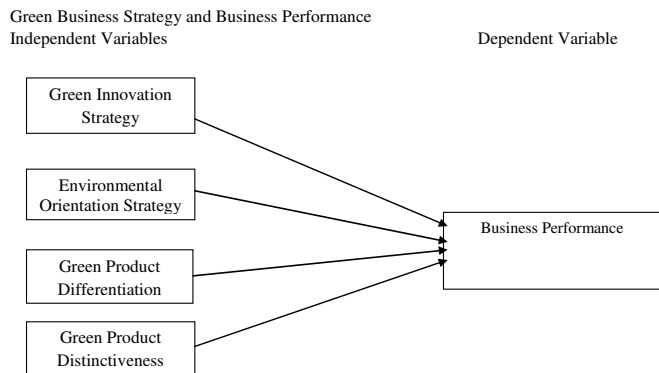 Green Business Strategy and Business Performance
Independent Variables
Dependent Variable
Green Innovation
Strategy
Environmental
Orientation Strategy
Business Performance
Green Product
Differentiation
Green Product
Distinctiveness